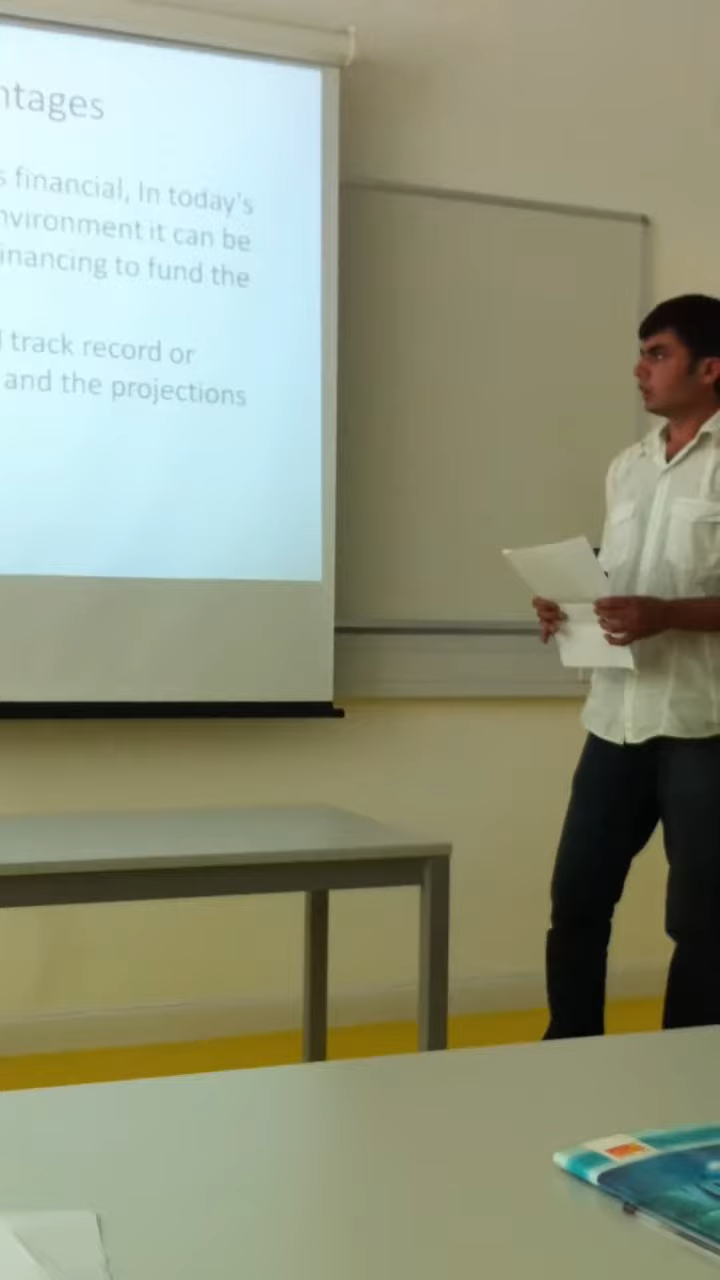 ntages
s financial, In today's
nvironment it can be
inancing to fund the
track record or
and the projections